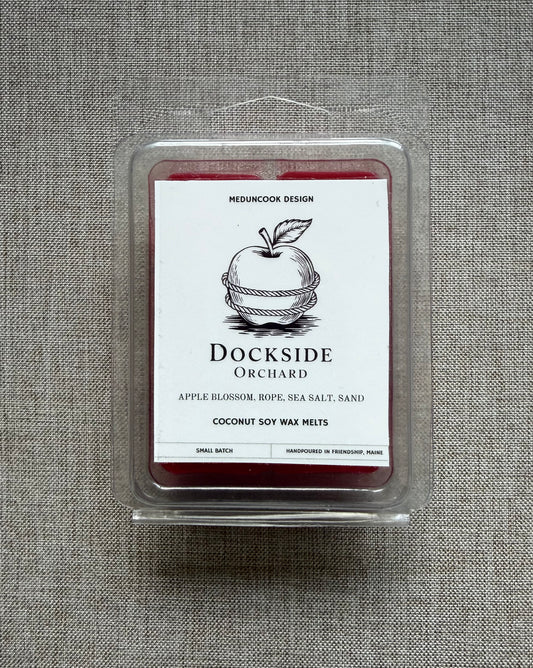 MEDUNCOOK DESIGN
DOCKSIDE
ORCHARD
APPLE BLOSSOM, ROPE, SEA SALT, SAND
COCONUT SOY WAX MELTS
SMALL BATCH
HANDPOURED IN FRIENDSHIP, MAINE